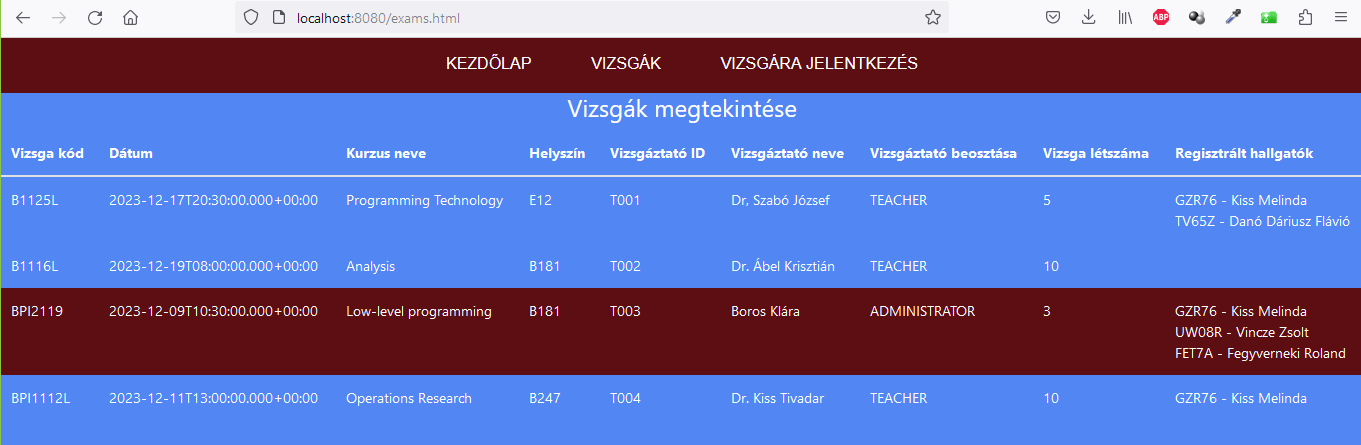 localhost:8080/exams.html
ABP
KEZDŐLAP VIZSGÁK VIZSGÁRA JELENTKEZÉS
Vizsgák megtekintése
Vizsga kód Dátum Kurzus neve Helyszín Vizsgáztató ID Vizsgáztató neve Vizsgáztató beosztása Vizsga létszáma Regisztrált hallgatók
B1125L 2023-12-17T20:30:00.000+00:00 Programming Technology E12 T001 Dr, Szabó József TEACHER 5 GZR76 - Kiss Melinda
TV65Z - Danó Dáriusz Flávió
B1116L 2023-12-19T08:00:00.000+00:00 Analysis B181 T002 Dr. Ábel Krisztián TEACHER 10
BPI2119 2023-12-09T10:30:00.000+00:00 Low-level programming B181 T003 Boros Klára ADMINISTRATOR 3 GZR76 - Kiss Melinda
UW08R - Vincze Zsolt
FET7A - Fegyverneki Roland
BPI1112L 2023-12-11T13:00:00.000+00:00 Operations Research B247 T004 Dr. Kiss Tivadar TEACHER 10 GZR76 - Kiss Melinda